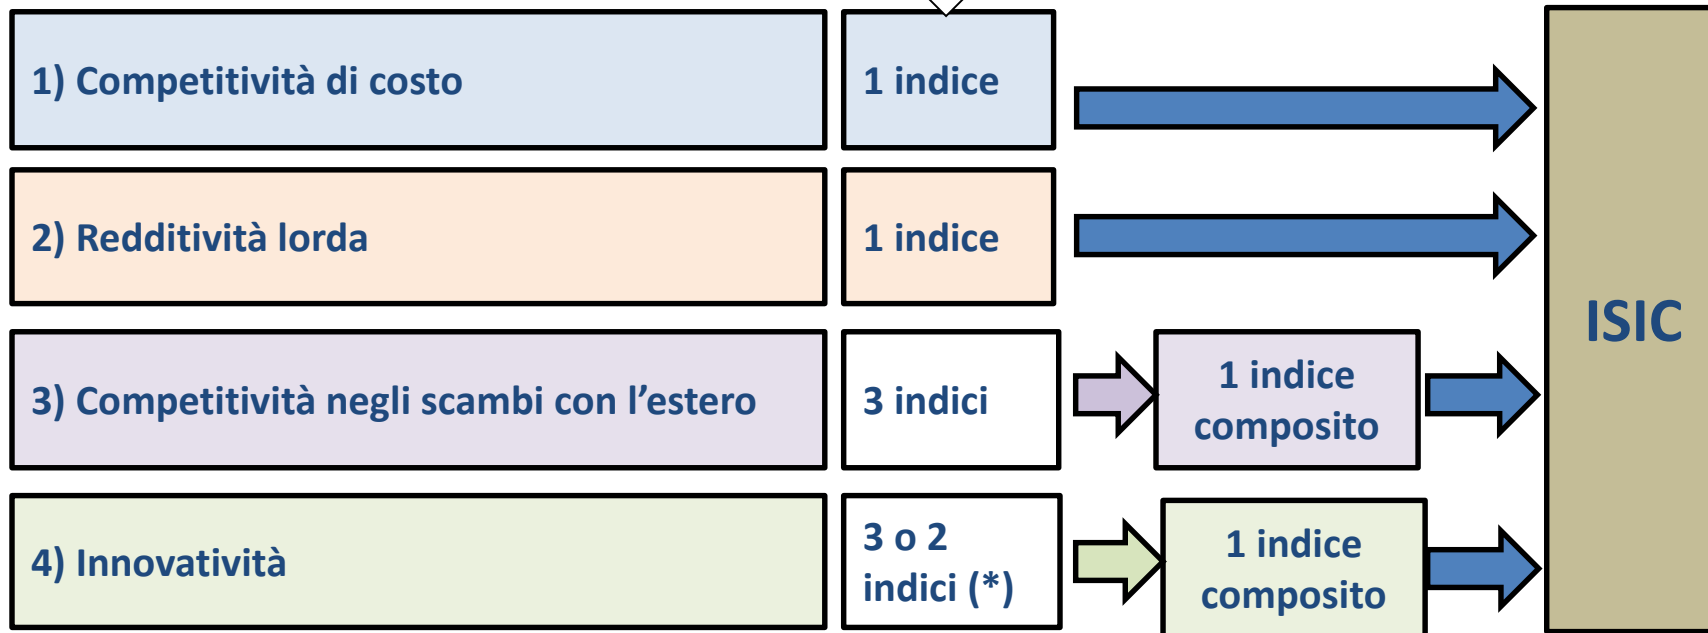 1) Competitività di costo
1 indice
2) Redditività lorda
1 indice
3) Competitività negli scambi con l’estero
3 indici
1 indice
composito
4) Innovatività
3 o 2
indici (*)
1 indice
composito
ISIC